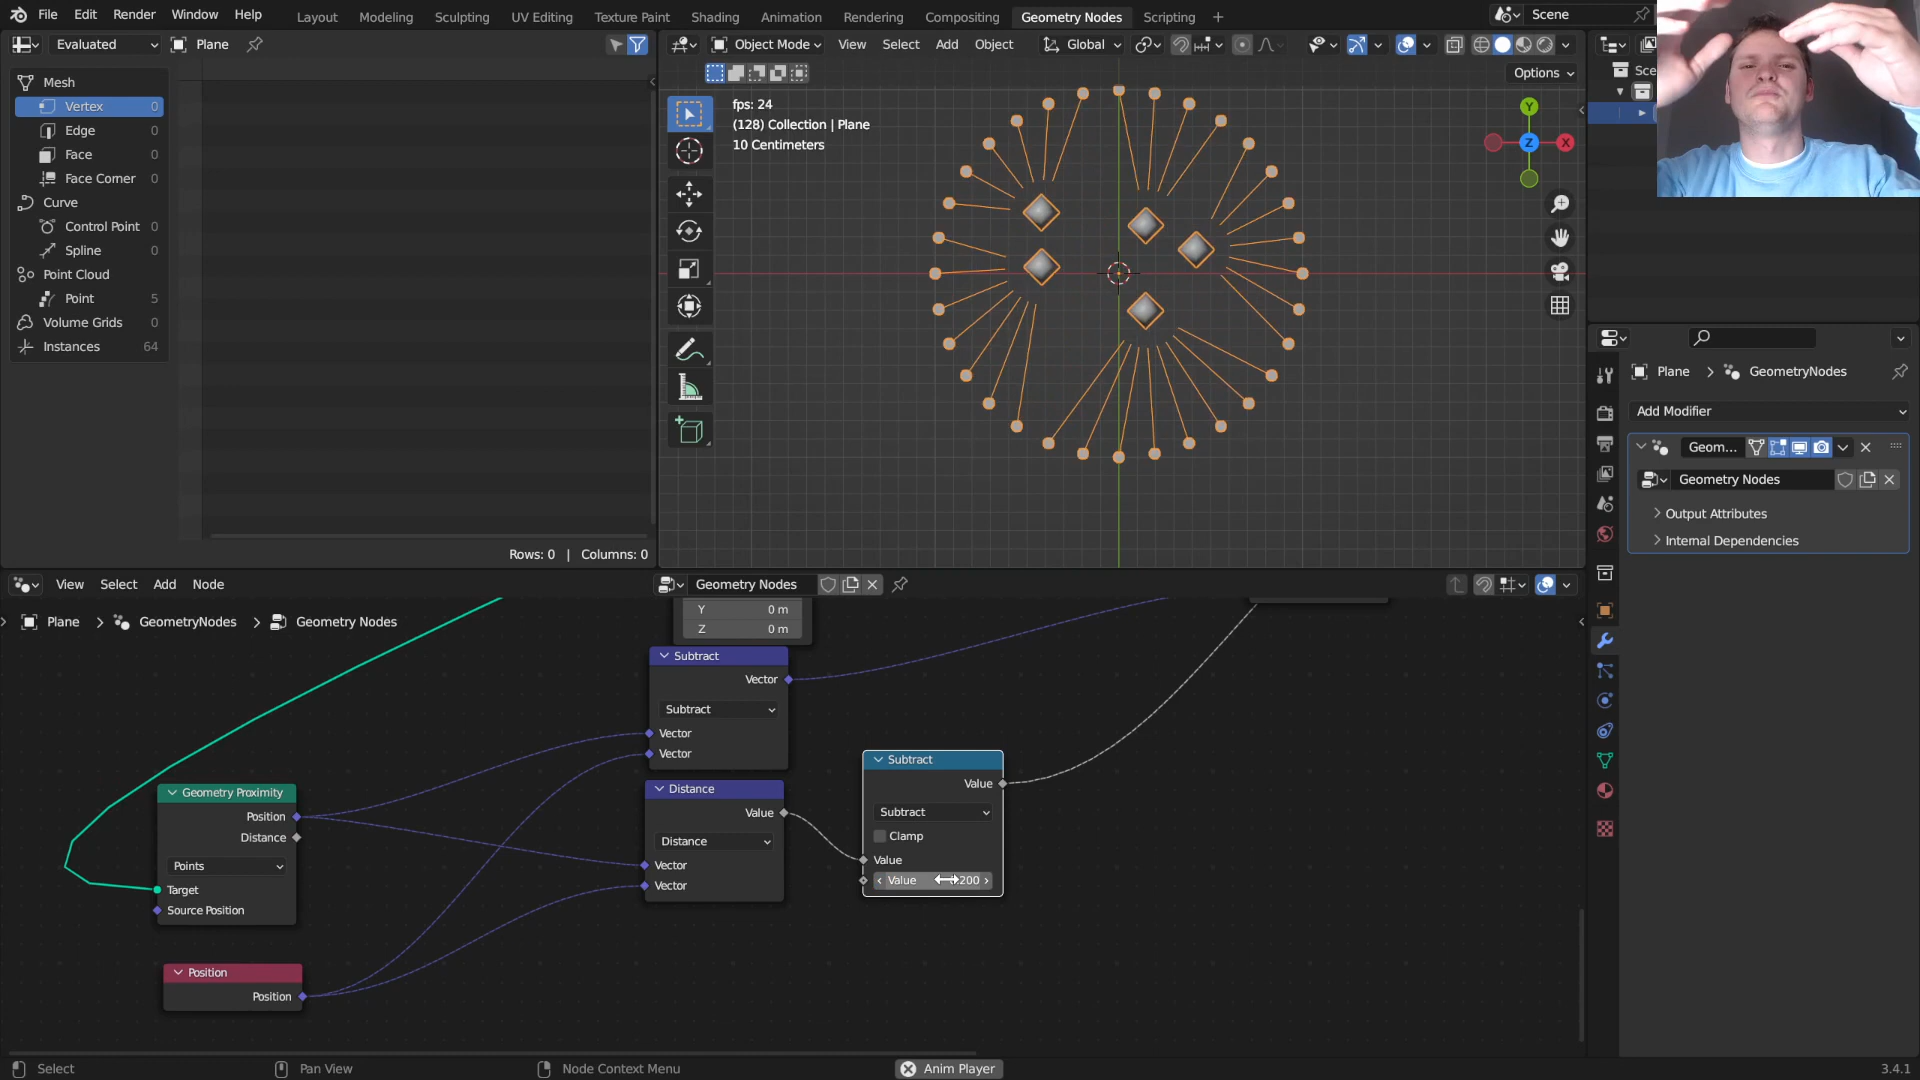 File Edit Render Window Help Layout Modeling Sculpting UV Editing Texture Paint Shading Animation Rendering Compositing Geometry Nodes Scripting + Scene
Evaluated Plane
Object Mode View Select Add Object Global
Options
Mesh
Vertex 0
Edge 0
Face 0
Face Corner 0
Curve
Control Point 0
Spline 0
Point Cloud
Point 5
Volume Grids 0
Instances 64
Rows: 0 | Columns: 0
fps: 24
(128) Collection | Plane
10 Centimeters
Y
X
Z
Sce
Plane > GeometryNodes
Add Modifier
Geom...
Geometry Nodes
Output Attributes
Internal Dependencies
View Select Add Node Geometry Nodes
Plane > GeometryNodes > Geometry Nodes
Y 0 m
Z 0 m
Subtract
Vector
Subtract
Vector
Vector
Geometry Proximity
Position
Distance
Points
Target
Source Position
Distance
Value
Distance
Vector
Vector
Subtract
Value
Subtract
Clamp
Value
Value 200
Position
Position
Select Pan View Node Context Menu Anim Player 3.4.1